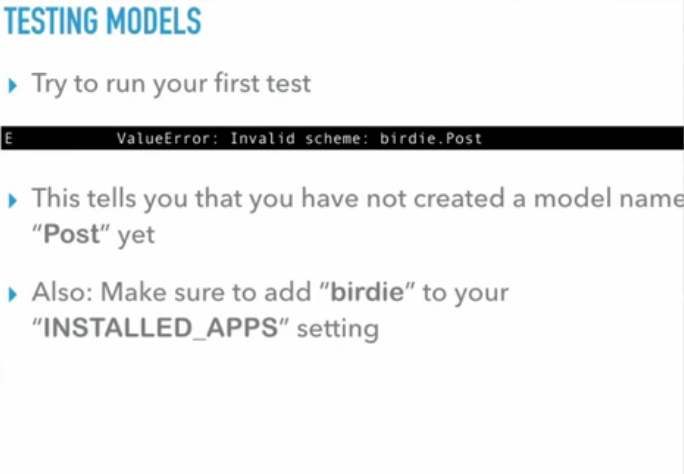 TESTING MODELS
Try to run your first test
E ValueError: Invalid scheme: birdie.Post
This tells you that you have not created a model name
“Post” yet
Also: Make sure to add “birdie” to your
“INSTALLED_APPS” setting